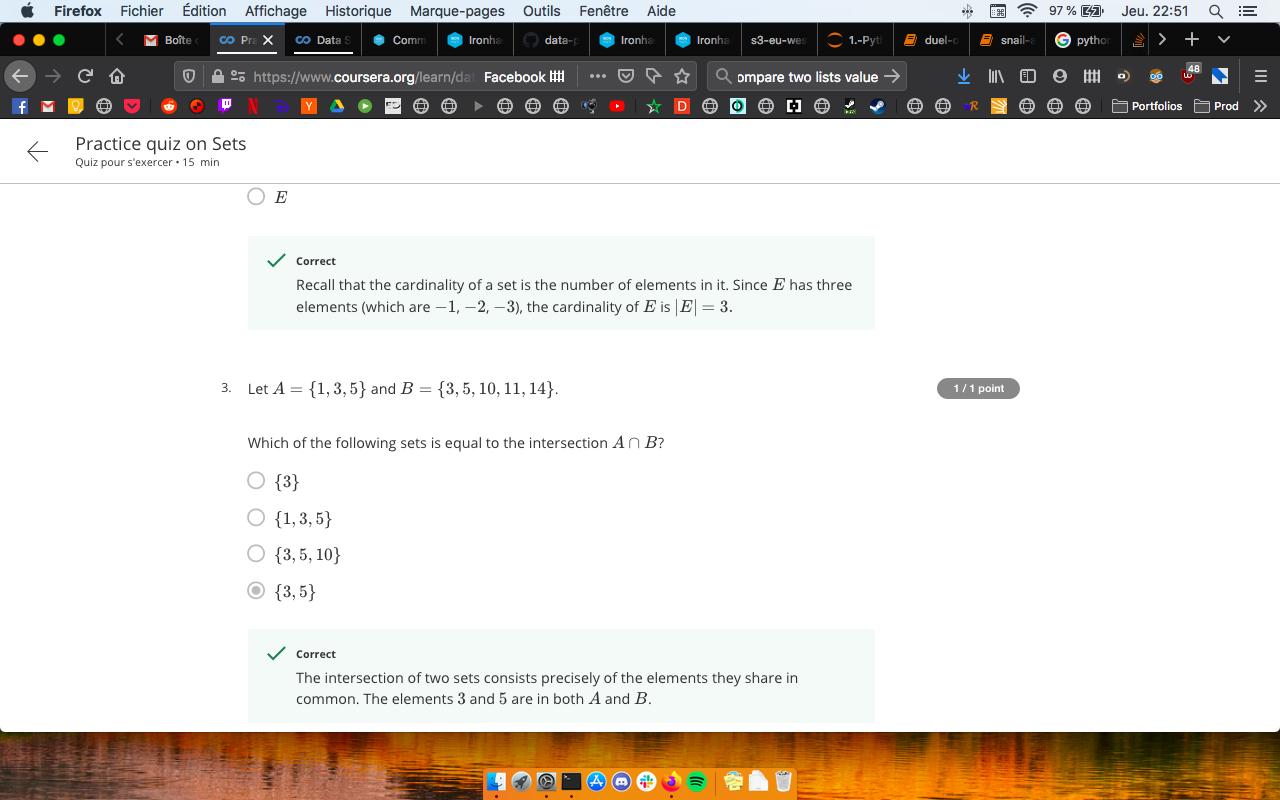 Firefox Fichier Édition Affichage Historique Marque-pages Outils Fenêtre Aide 97 % Jeu. 22:51
Boîte Pra Data S Comm Ironha data-p Ironha Ironha s3-eu-wes 1.-Pyt duel-o snail- python
https://www.coursera.org/learn/dat Facebook ompare two lists value 48
Portfolios Prod
Practice quiz on Sets
Quiz pour s'exercer • 15 min
E
Correct
Recall that the cardinality of a set is the number of elements in it. Since E has three
elements (which are −1, −2, −3), the cardinality of E is |E| = 3.
3. Let A = {1, 3, 5} and B = {3, 5, 10, 11, 14}. 1 / 1 point
Which of the following sets is equal to the intersection A ∩ B?
{3}
{1, 3, 5}
{3, 5, 10}
{3, 5}
Correct
The intersection of two sets consists precisely of the elements they share in
common. The elements 3 and 5 are in both A and B.